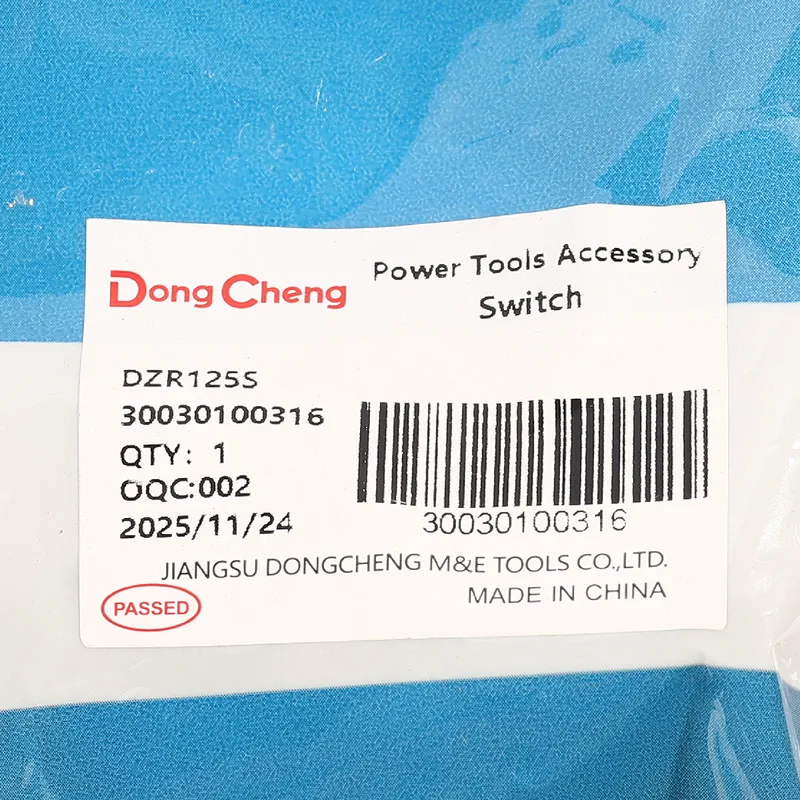 Dong Cheng
Power Tools Accessory
Switch
DZR125S
30030100316
QTY: 1
OQC:002
2025/11/24
30030100316
JIANGSU DONGCHENG M&E TOOLS CO.,LTD.
PASSED
MADE IN CHINA